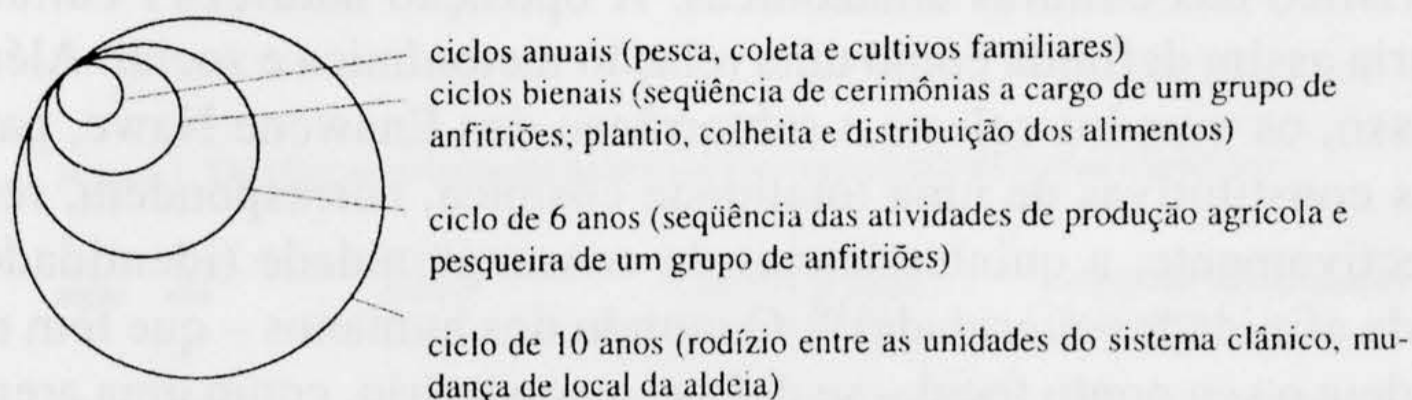 ciclos anuais (pesca, coleta e cultivos familiares)
ciclos bienais (seqüência de cerimônias a cargo de um grupo de
anfitriões; plantio, colheita e distribuição dos alimentos)
ciclo de 6 anos (seqüência das atividades de produção agrícola e
pesqueira de um grupo de anfitriões)
ciclo de 10 anos (rodízio entre as unidades do sistema clânico, mu-
dança de local da aldeia)